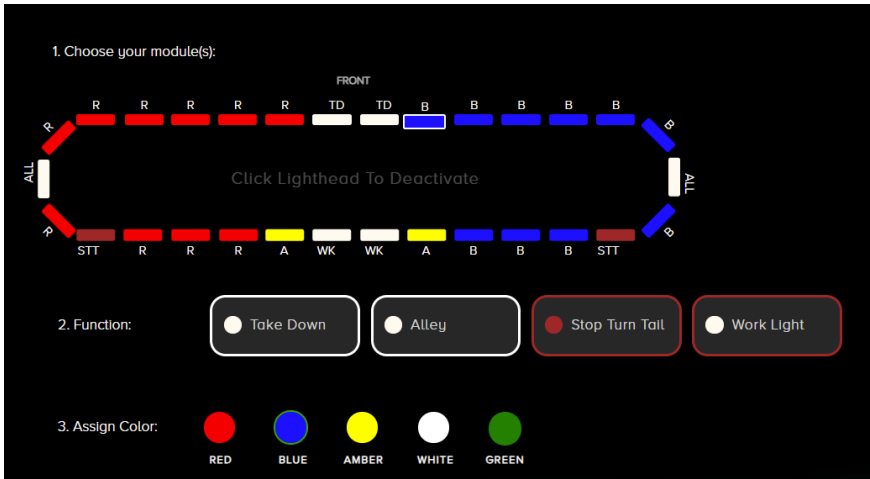 1. Choose your module(s):
FRONT
R R R R R TD TD B B B B B
R B
ALL Click Lighthead To Deactivate ALL
R B
STT R R R A WK WK A B B B STT
2. Function: Take Down Alley Stop Turn Tail Work Light
3. Assign Color:
RED BLUE AMBER WHITE GREEN